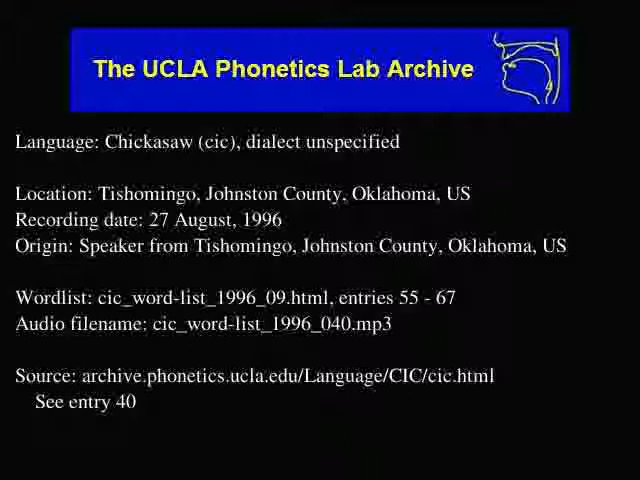 The UCLA Phonetics Lab Archive
Language: Chickasaw (cic), dialect unspecified
Location: Tishomingo, Johnston County, Oklahoma, US
Recording date: 27 August, 1996
Origin: Speaker from Tishomingo, Johnston County, Oklahoma, US
Wordlist: cic_word-list_1996_09.html, entries 55 - 67
Audio filename: cic_word-list_1996_040.mp3
Source: archive.phonetics.ucla.edu/Language/CIC/cic.html
See entry 40